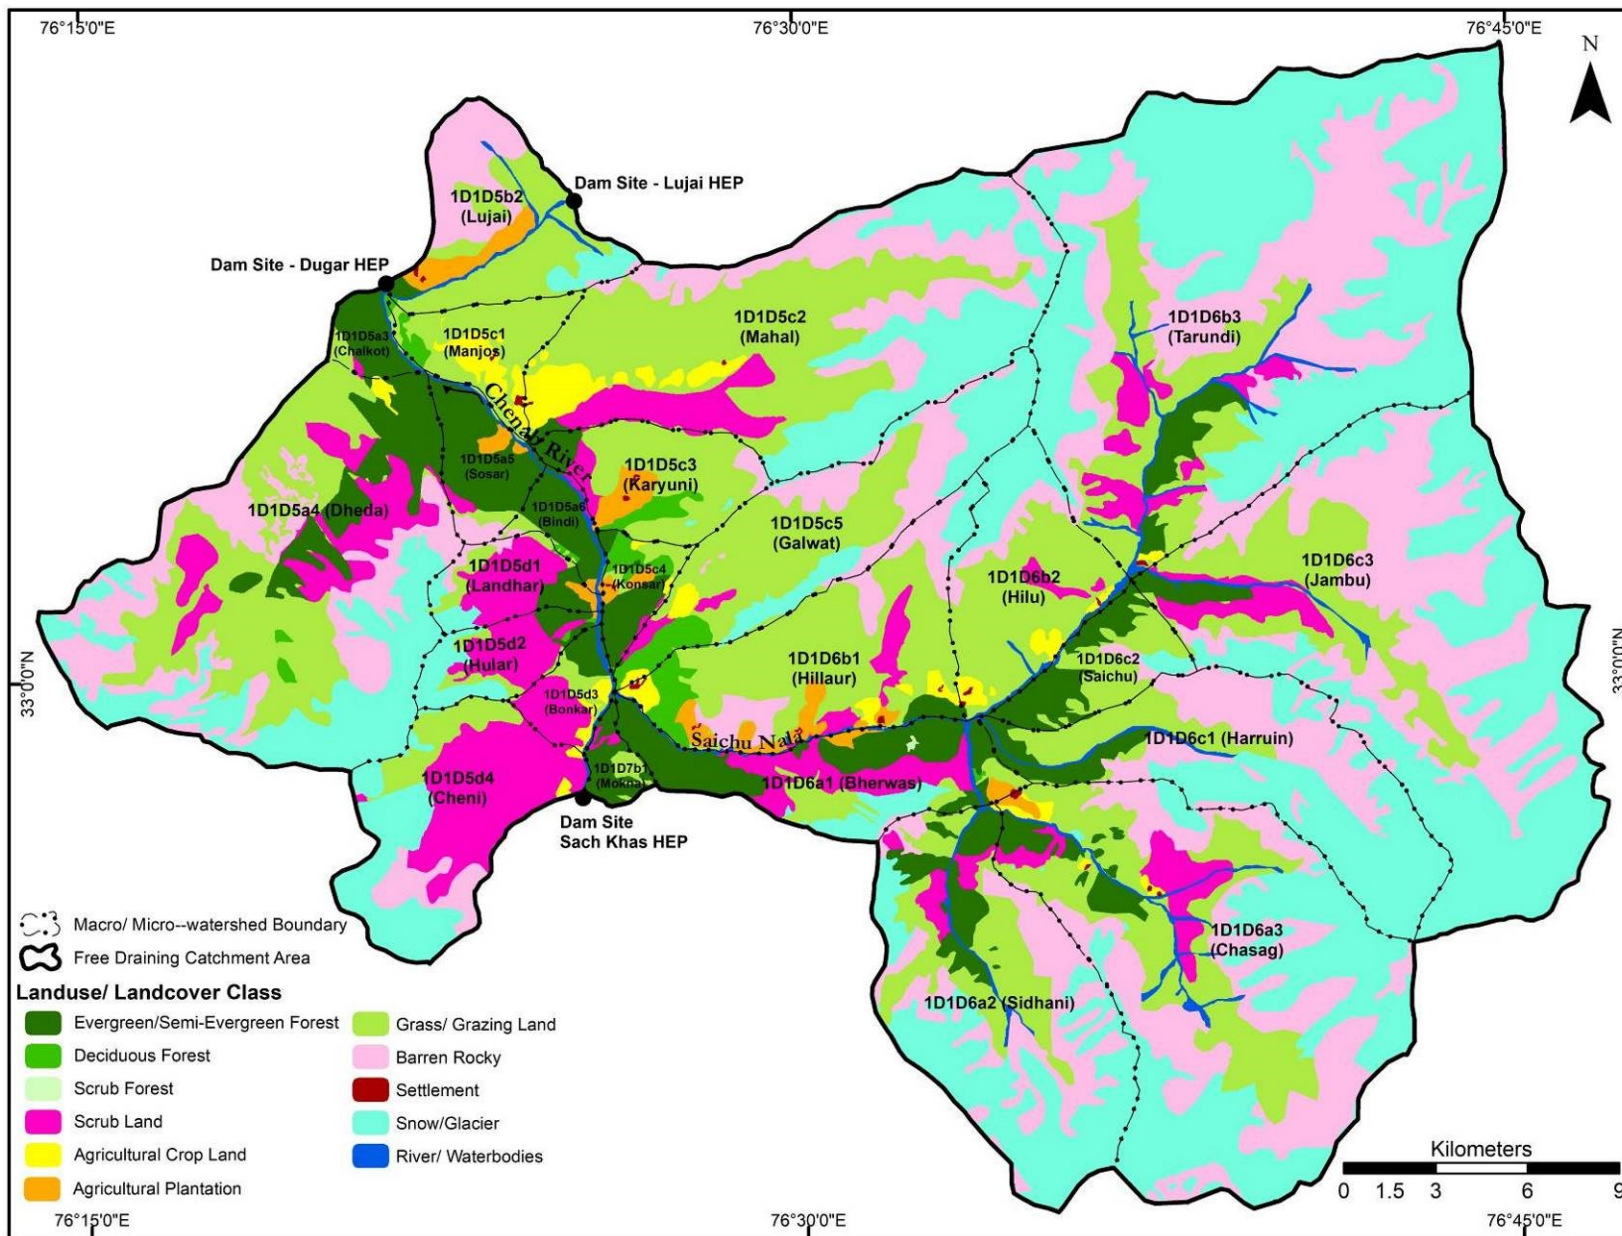 76°15'0"E
76°30'0"E
76°45'0"E
N
Dam Site - Lujai HEP
1D1D5b2
(Lujai)
Dam Site - Dugar HEP
1D1D5a3
(Chalkot)
1D1D5c1
(Manjos)
1D1D5c2
(Mahal)
1D1D6b3
(Tarundi)
Chenab River
1D1D5a5
(Sosar)
1D1D5c3
(Karyuni)
1D1D5a4 (Dheda)
1D1D5a6
(Bindi)
1D1D5c5
(Galwat)
1D1D5d1
(Landhar)
1D1D5c4
(Konsar)
1D1D6b2
(Hilu)
1D1D6c3
(Jambu)
1D1D5d2
(Hular)
1D1D6b1
(Hillaur)
1D1D6c2
(Saichu)
33°0'0"N
33°0'0"N
1D1D5d3
(Bonkar)
Saichu Nala
1D1D6c1 (Harruin)
1D1D5d4
(Cheni)
1D1D7b1
(Mokna)
1D1D6a1 (Bherwas)
Dam Site
Sach Khas HEP
1D1D6a3
(Chasag)
1D1D6a2 (Sidhani)
Macro/ Micro--watershed Boundary
Free Draining Catchment Area
Landuse/ Landcover Class
Evergreen/Semi-Evergreen Forest
Deciduous Forest
Scrub Forest
Scrub Land
Agricultural Crop Land
Agricultural Plantation
Grass/ Grazing Land
Barren Rocky
Settlement
Snow/Glacier
River/ Waterbodies
Kilometers
0 1.5 3 6 9
76°15'0"E
76°30'0"E
76°45'0"E